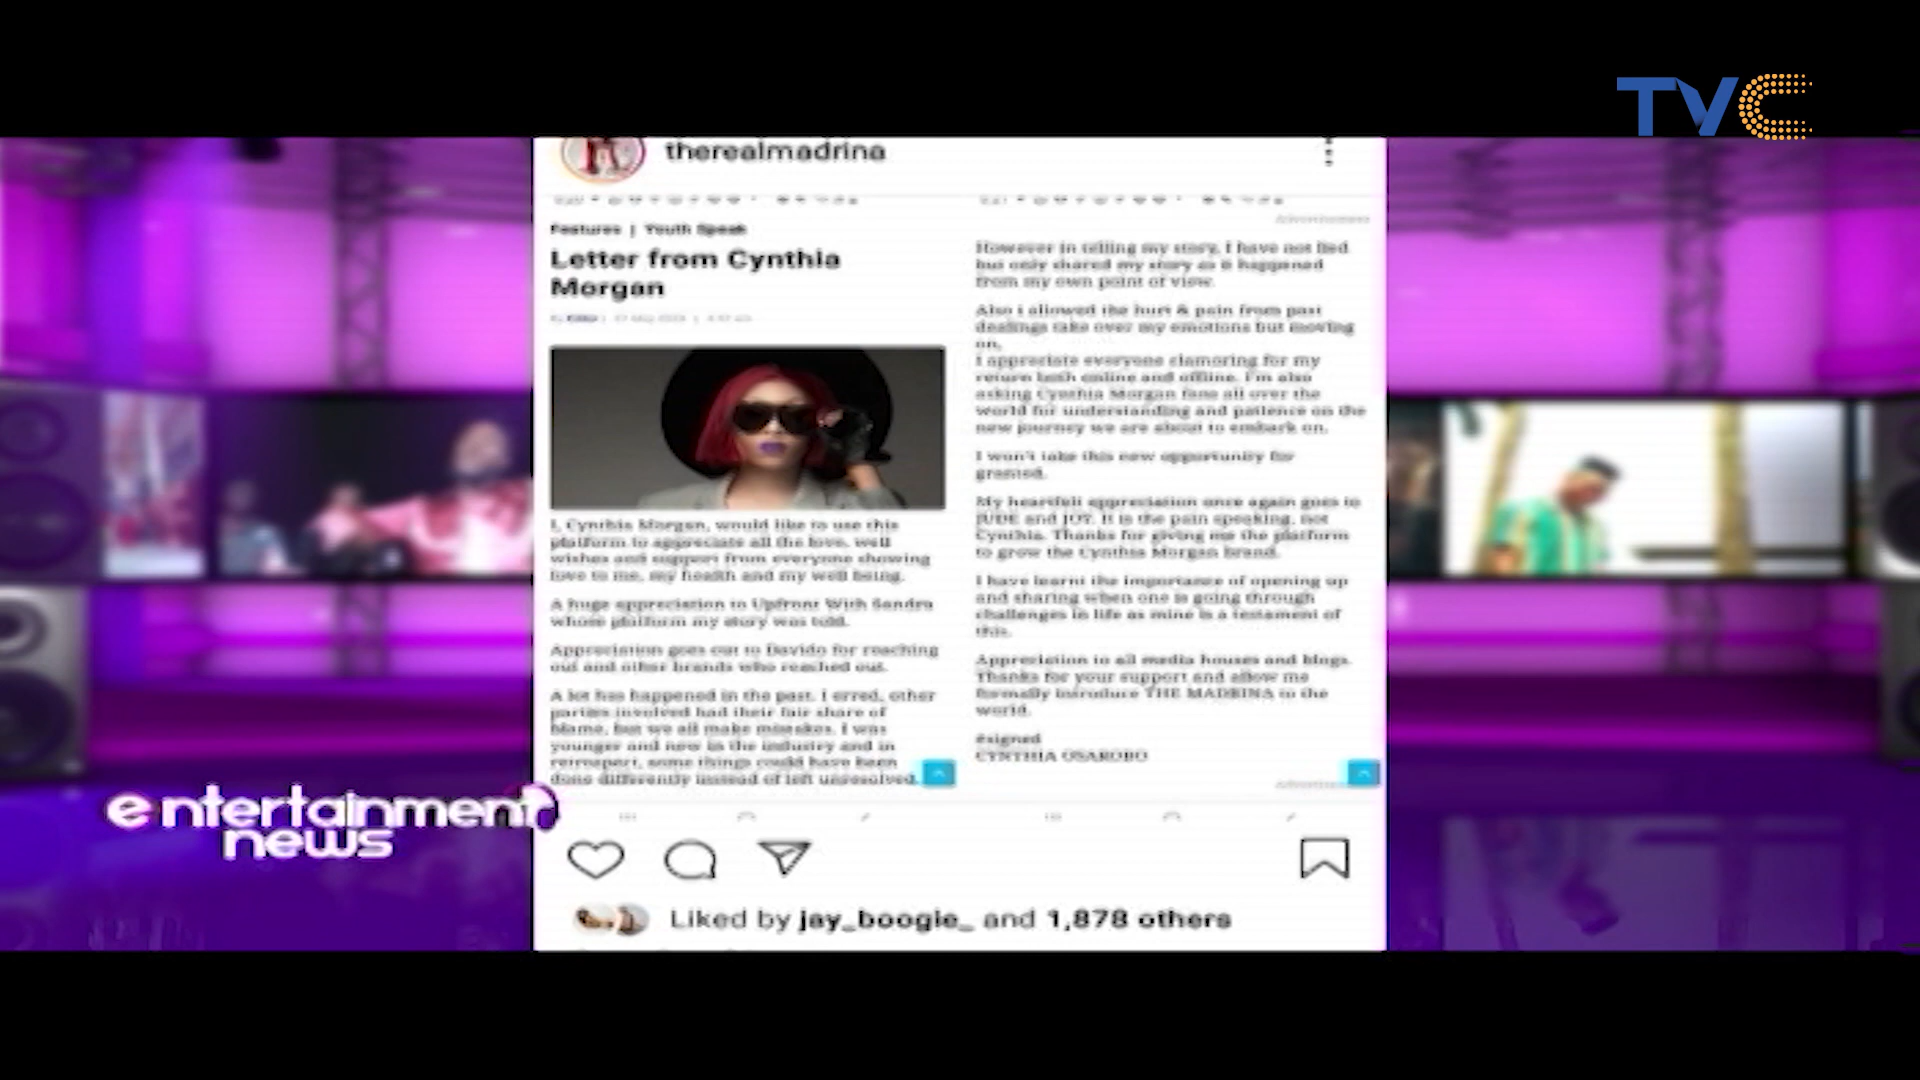 TVC
therealmadrina
Features | Youth Speak
Letter from Cynthia
Morgan
I, Cynthia Morgan, would like to use this
platform to appreciate all the love, well
wishes and support from everyone showing
love to me, my health and my well being.
A huge appreciation to Upfront With Sandra
whose platform my story was told.
Appreciation goes out to Davido for reaching
out and other brands who reached out.
A lot has happened in the past. I erred, other
parties involved had their fair share of
blame, but we all make mistakes. I was
younger and new in the industry and in
retrospect, some things could have been
done differently instead of left unresolved.
Advertisement
However in telling my story, I have not lied
but only shared my story as it happened
from my own point of view.
Also i allowed the hurt & pain from past
dealings take over my emotions but moving
on,
I appreciate everyone clamoring for my
return both online and offline. I'm also
asking Cynthia Morgan fans all over the
world for understanding and patience on the
new journey we are about to embark on.
I won't take this new opportunity for
granted.
My heartfelt appreciation once again goes to
JUDE and JOY. It is the pain speaking, not
Cynthia. Thanks for giving me the platform
to grow the Cynthia Morgan brand.
I have learnt the importance of opening up
and sharing when one is going through
challenges in life as mine is a testament of
this.
Appreciation to all media houses and blogs.
Thanks for your support and allow me
formally introduce THE MADRINA to the
world.
#signed
CYNTHIA OSAROBO
entertainment
news
Liked by jay_boogie_ and 1,878 others